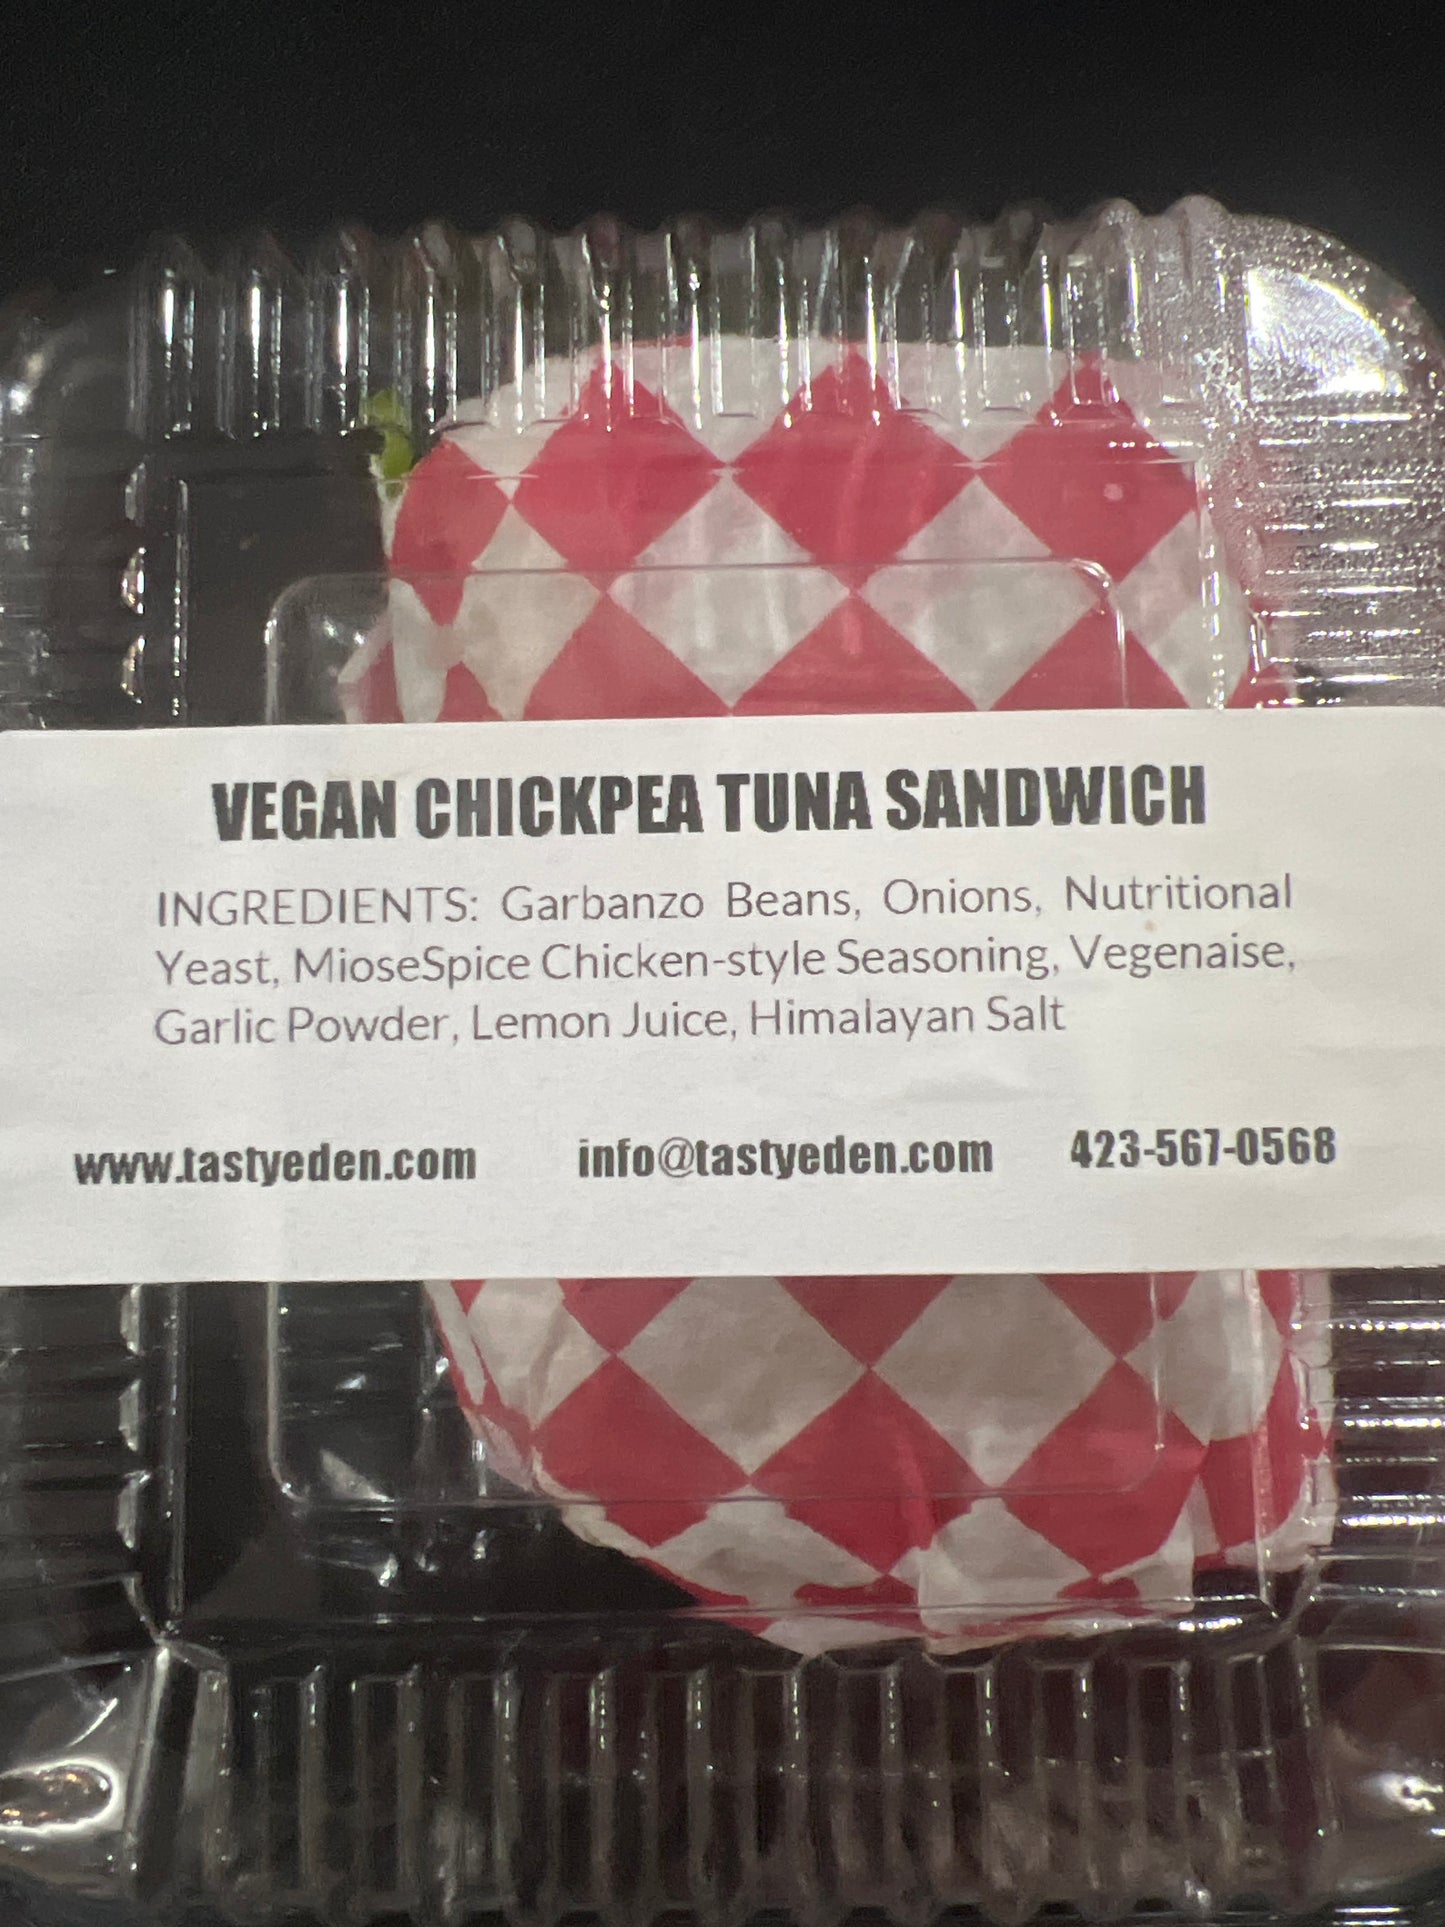 VEGAN CHICKPEA TUNA SANDWICH
INGREDIENTS: Garbanzo Beans, Onions, Nutritional
Yeast, MioseSpice Chicken-style Seasoning, Vegenaise,
Garlic Powder, Lemon Juice, Himalayan Salt
www.tastyeden.com info@tastyeden.com 423-567-0568